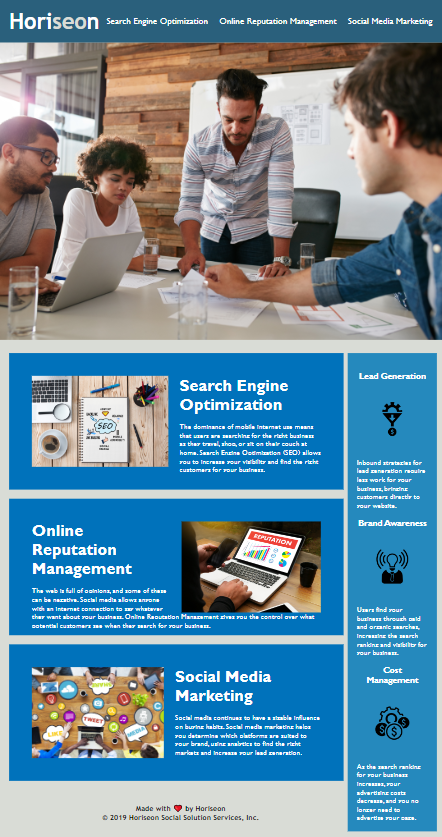 Horiseon
Search Engine Optimization
Online Reputation Management
Social Media Marketing
Search Engine
Optimization
The dominance of mobile internet use means
that users are searching for the right business
as they travel, shop, or sit on their couch at
home. Search Engine Optimization (SEO) allows
you to increase your visibility and find the right
customers for your business.
SEO
Online
Reputation
Management
The web is full of opinions, and some of these
can be negative. Social media allows anyone
with an internet connection to say whatever
they want about your business. Online Reputation Management gives you the control over what
potential customers see when they search for your business.
REPUTATION
Social Media
Marketing
Social media continues to have a sizable influence
on buying habits. Social media marketing helps
you determine which platforms are suited to
your brand, using analytics to find the right
markets and increase your lead generation.
TWEET
LIKE
Lead Generation
Inbound strategies for
lead generation require
less work for your
business, bringing
customers directly to
your website.
Brand Awareness
Users find your
business through paid
and organic searches,
increasing the search
ranking and visibility for
your business.
Cost
Management
As the search ranking
for your business
increases, your
advertising costs
decrease, and you no
longer need to
advertise your page.
Made with ❤️ by Horiseon
© 2019 Horiseon Social Solution Services, Inc.